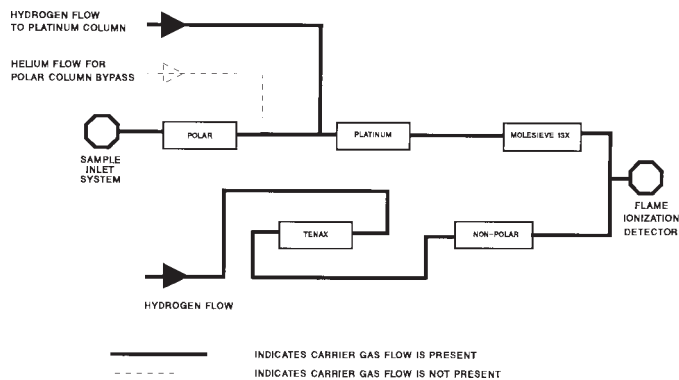 HYDROGEN FLOW
TO PLATINUM COLUMN
HELIUM FLOW FOR
POLAR COLUMN BYPASS
POLAR
PLATINUM
MOLESIEVE 13X
SAMPLE
INLET
SYSTEM
FLAME
IONIZATION
DETECTOR
TENAX
NON-POLAR
HYDROGEN FLOW
INDICATES CARRIER GAS FLOW IS PRESENT
INDICATES CARRIER GAS FLOW IS NOT PRESENT